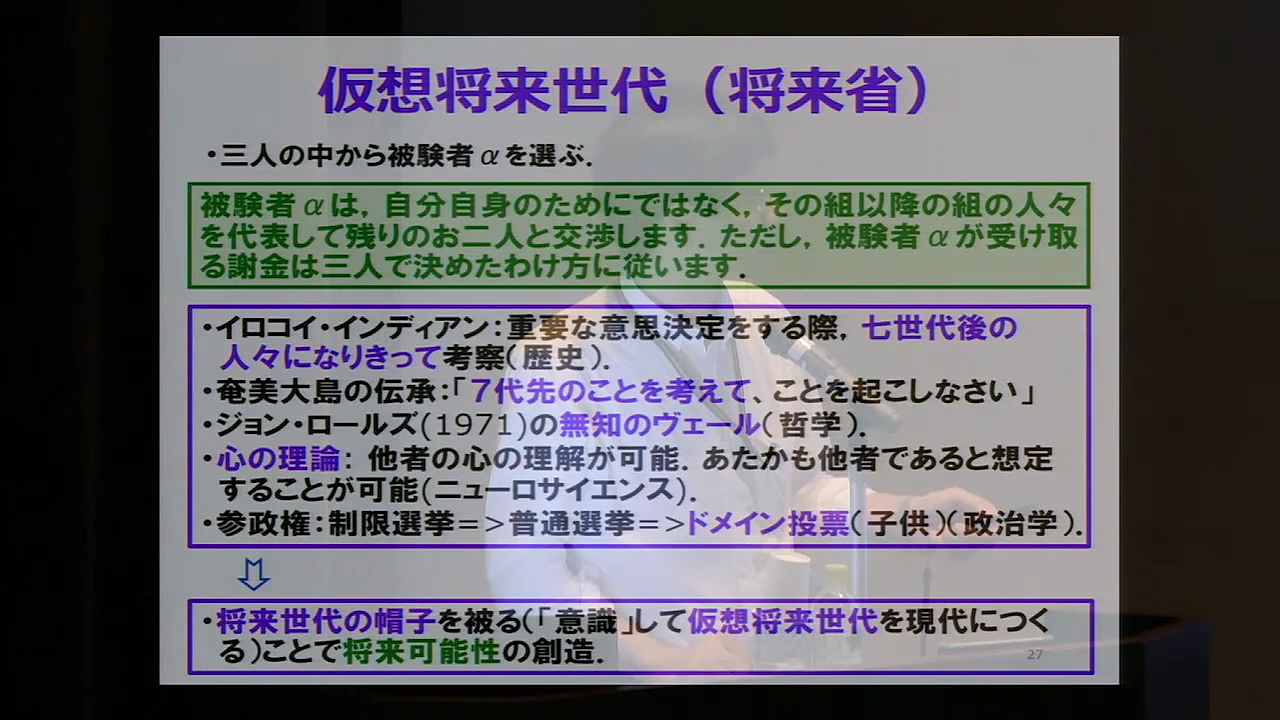 仮想将来世代（将来省）
・三人の中から被験者αを選ぶ．
被験者αは，自分自身のためにではなく，その組以降の組の人々
を代表して残りのお二人と交渉します．ただし，被験者αが受け取
る謝金は三人で決めたわけ方に従います．
・イロコイ・インディアン：重要な意思決定をする際，七世代後の
人々になりきって考察（歴史）．
・奄美大島の伝承：「７代先のことを考えて、ことを起こしなさい」
・ジョン・ロールズ(1971)の無知のヴェール（哲学）．
・心の理論： 他者の心の理解が可能．あたかも他者であると想定
することが可能(ニューロサイエンス)．
・参政権：制限選挙=>普通選挙=>ドメイン投票（子供）（政治学）．
・将来世代の帽子を被る(「意識」して仮想将来世代を現代につく
る）ことで将来可能性の創造．
27